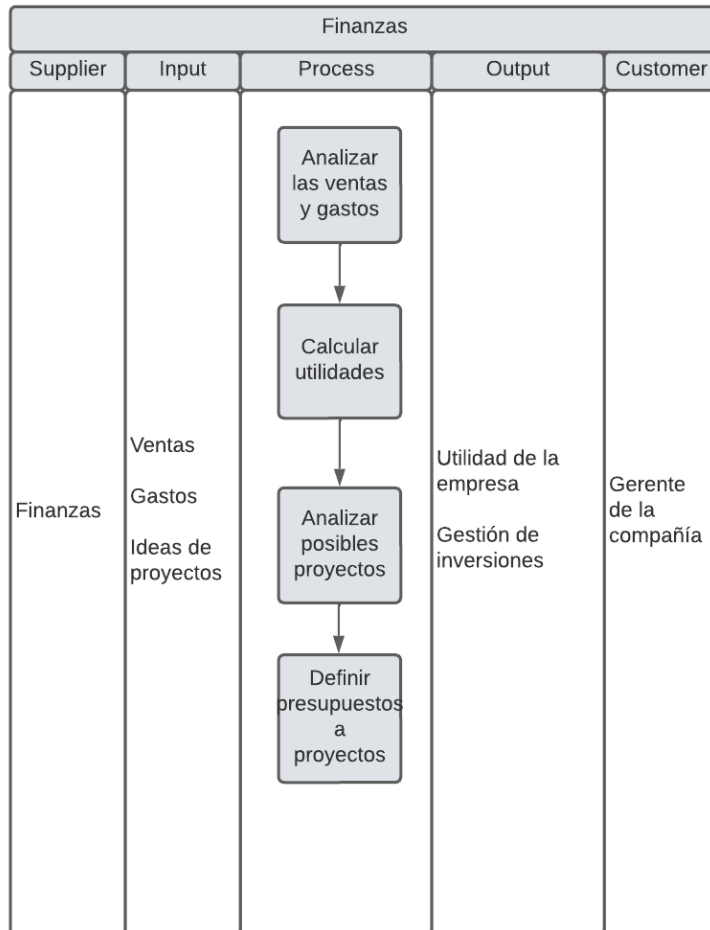 Finanzas
Supplier
Input
Process
Output
Customer
Finanzas
Ventas
Gastos
Ideas de
proyectos
Analizar
las ventas
y gastos
Calcular
utilidades
Analizar
posibles
proyectos
Definir
presupuestos
a
proyectos
Utilidad de la
empresa
Gestión de
inversiones
Gerente
de la
compañía